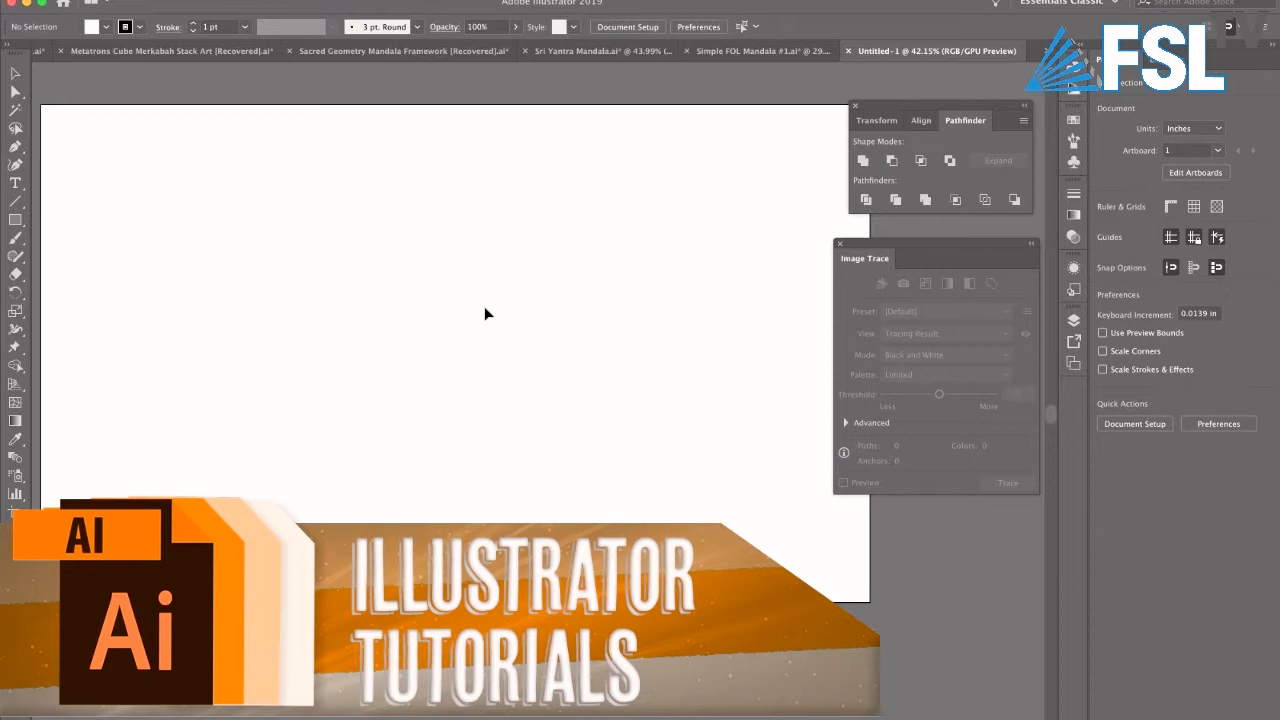 Adobe Illustrator 2019
Essentials Classic
Search Adobe Stock
No Selection
Stroke:
1 pt
3 pt. Round
Opacity:
100%
Style:
Document Setup
Preferences
.ai*
Metatrons Cube Merkabah Stack Art [Recovered].ai*
Sacred Geometry Mandala Framework [Recovered].ai*
Sri Yantra Mandala.ai* @ 43.99% (...
Simple FOL Mandala #1.ai* @ 29....
Untitled-1 @ 42.15% (RGB/GPU Preview)
FSL
Transform
Align
Pathfinder
Shape Modes:
Expand
Pathfinders:
Image Trace
Preset:
[Default]
View:
Tracing Result
Mode:
Black and White
Palette:
Limited
Threshold:
Less
More
Advanced
Paths: 0
Colors: 0
Anchors: 0
Preview
Trace
Document
Units:
Inches
Artboard:
1
Edit Artboards
Ruler & Grids
Guides
Snap Options
Preferences
Keyboard Increment:
0.0139 in
Use Preview Bounds
Scale Corners
Scale Strokes & Effects
Quick Actions
Document Setup
Preferences
AI
Ai
ILLUSTRATOR
TUTORIALS